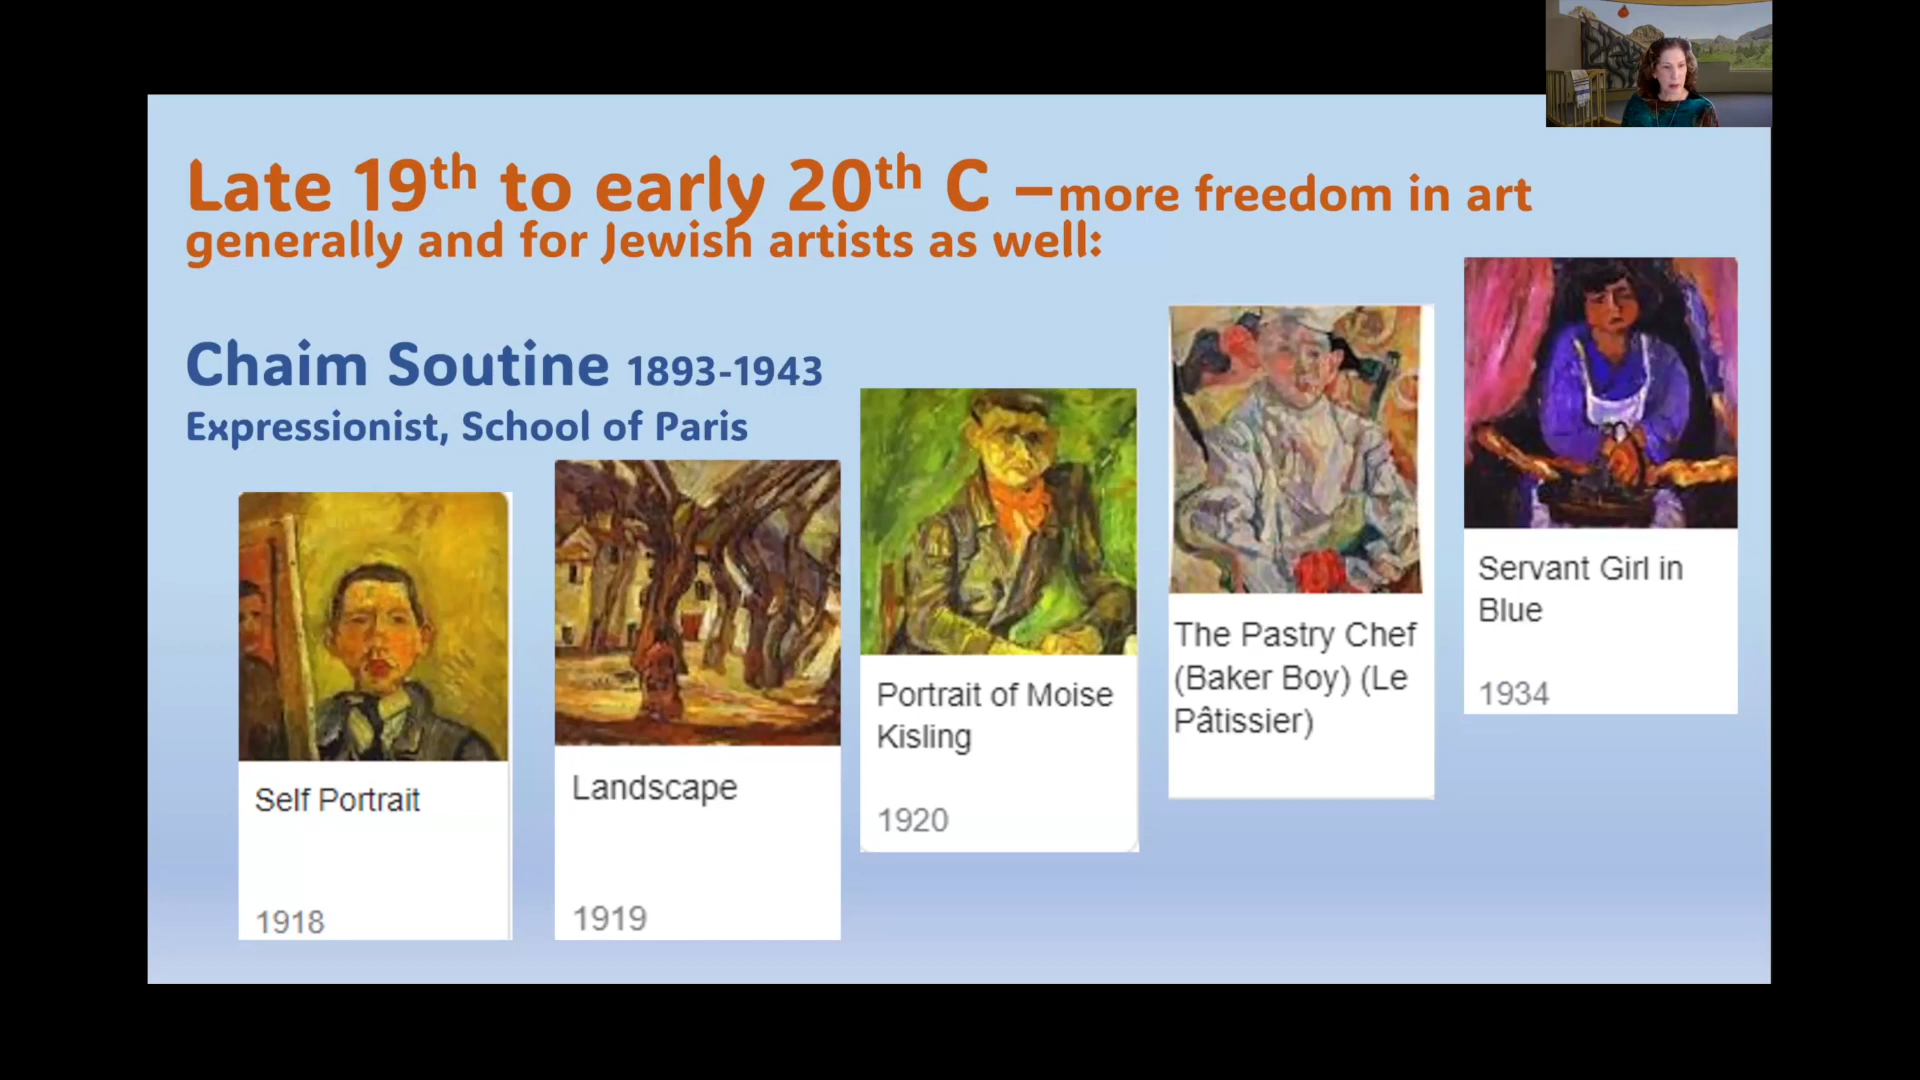 Late 19th to early 20th C –more freedom in art
generally and for Jewish artists as well:
Chaim Soutine 1893-1943
Expressionist, School of Paris
Self Portrait
1918
Landscape
1919
Portrait of Moise
Kisling
1920
The Pastry Chef
(Baker Boy) (Le
Pâtissier)
Servant Girl in
Blue
1934